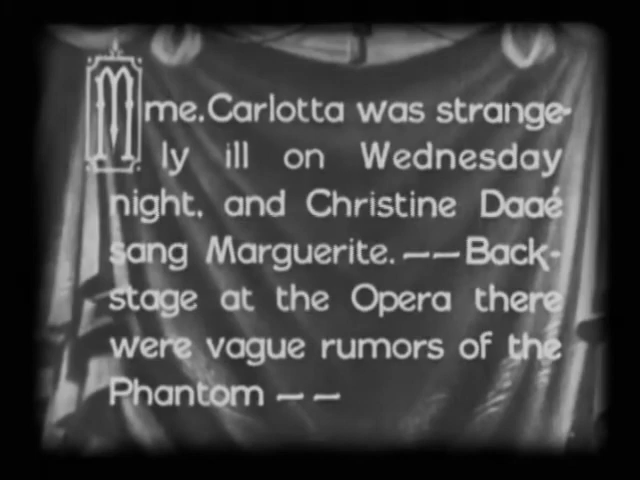 Mme. Carlotta was strange-
ly ill on Wednesday
night, and Christine Daaé
sang Marguerite. -- Back-
stage at the Opera there
were vague rumors of the
Phantom --